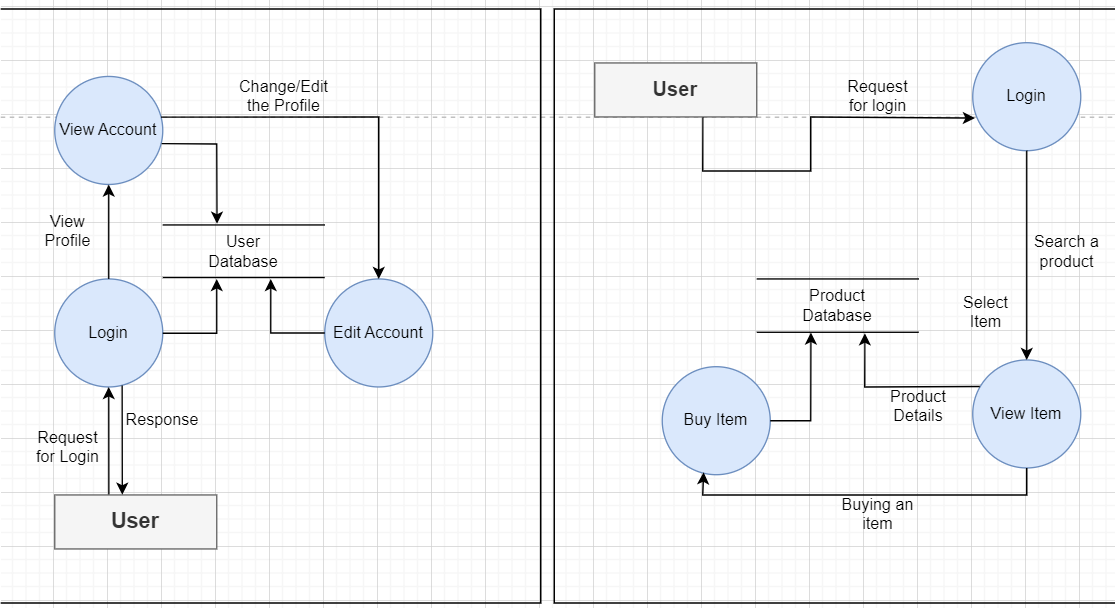 Change/Edit
the Profile
View Account
View
Profile
User
Database
Login
Edit Account
Response
Request
for Login
User
User
Request
for login
Login
Search a
product
Product
Database
Select
Item
Buy Item
Product
Details
View Item
Buying an
item